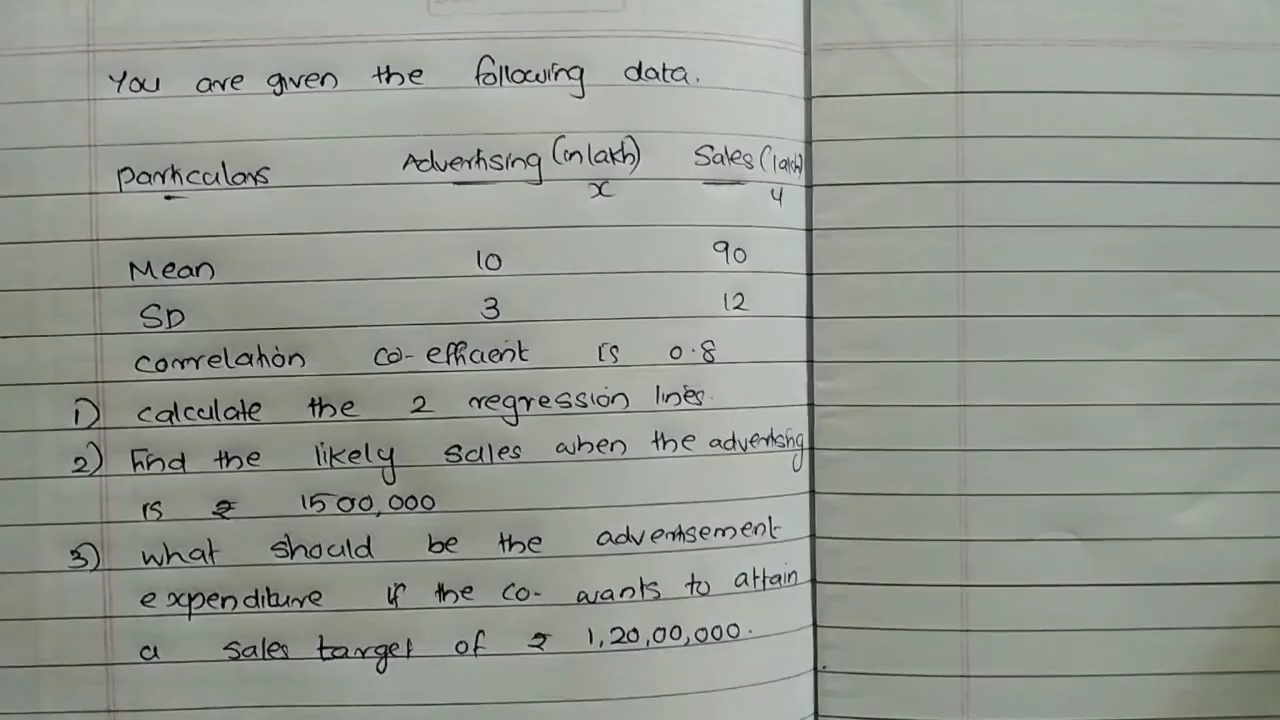 You are given the following data.
particulars Advertising (in lakh) Sales (lakh)
x y
Mean 10 90
SD 3 12
correlation co-efficient is 0.8
1) calculate the 2 regression lines.
2) Find the likely sales when the advertising
is ₹ 1500,000
3) what should be the advertisement
expenditure if the co- wants to attain
a sales target of ₹ 1,20,00,000.